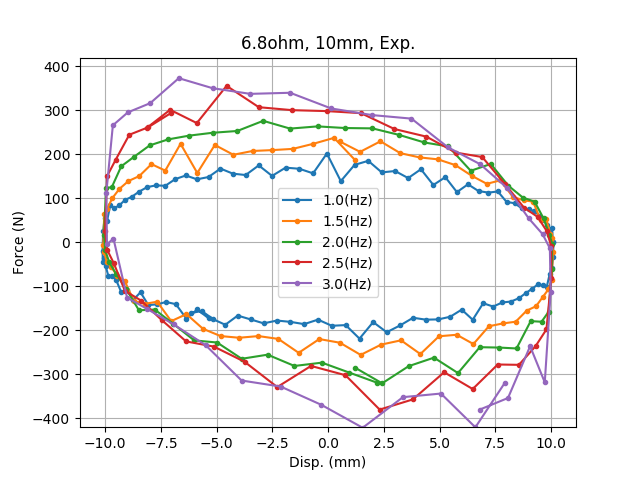 6.8ohm, 10mm, Exp.
400
300
200
100
0
−100
−200
−300
−400
Force (N)
1.0(Hz)
1.5(Hz)
2.0(Hz)
2.5(Hz)
3.0(Hz)
−10.0 −7.5 −5.0 −2.5 0.0 2.5 5.0 7.5 10.0
Disp. (mm)